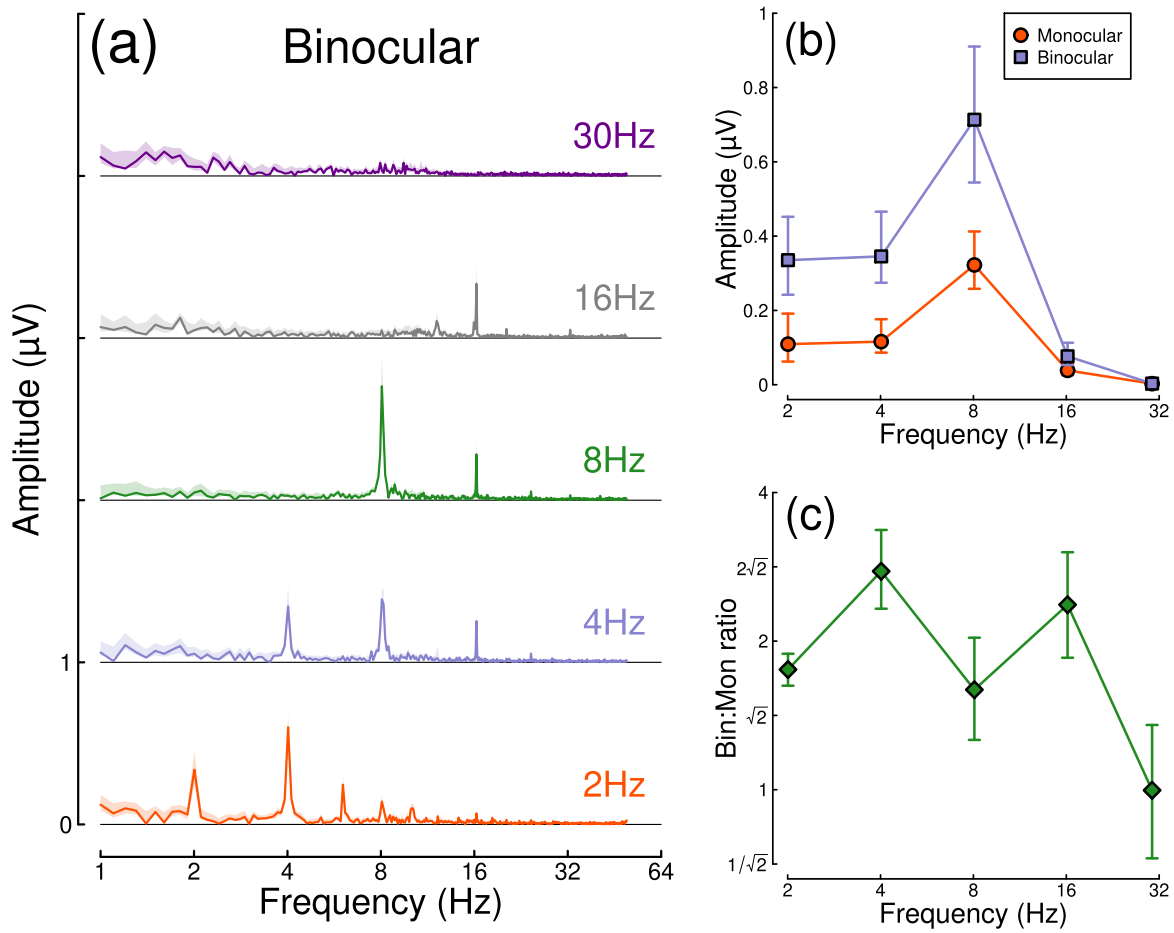 (a)
Binocular
30Hz
16Hz
8Hz
4Hz
2Hz
Amplitude (µV)
1
0
1 2 4 8 16 32 64
Frequency (Hz)
(b)
Monocular
Binocular
Amplitude (µV)
1
0.8
0.6
0.4
0.2
0
2 4 8 16 32
Frequency (Hz)
(c)
Bin:Mon ratio
4
2√2
2
√2
1
1/√2
2 4 8 16 32
Frequency (Hz)